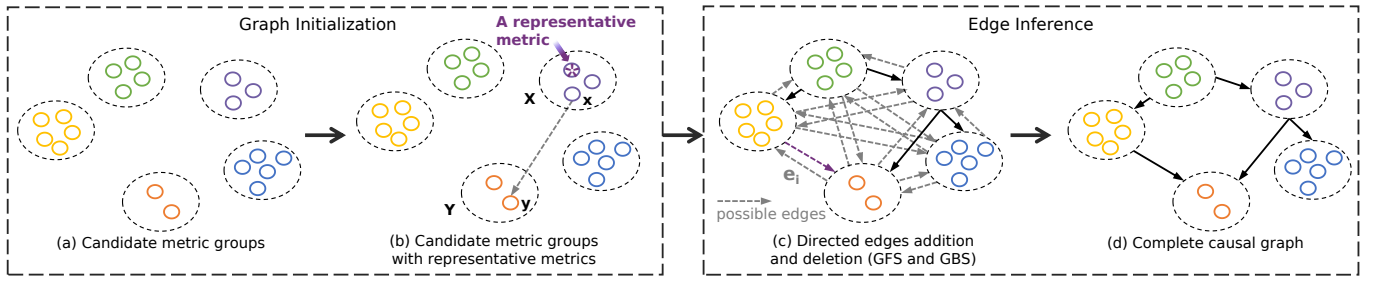 Graph Initialization
A representative
metric
X
x
Y
y
(a) Candidate metric groups
(b) Candidate metric groups
with representative metrics
Edge Inference
ei
possible edges
(c) Directed edges addition
and deletion (GFS and GBS)
(d) Complete causal graph